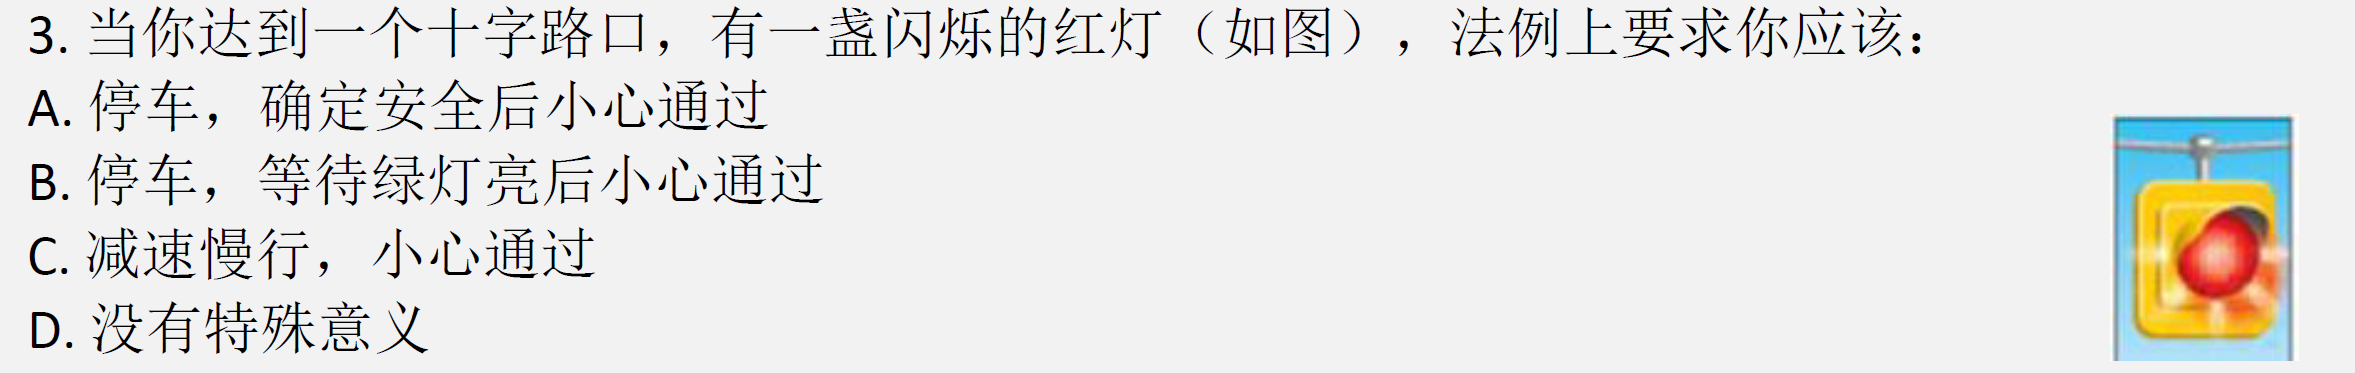 3. 当你达到一个十字路口，有一盏闪烁的红灯（如图），法例上要求你应该：
A. 停车，确定安全后小心通过
B. 停车，等待绿灯亮后小心通过
C. 减速慢行，小心通过
D. 没有特殊意义